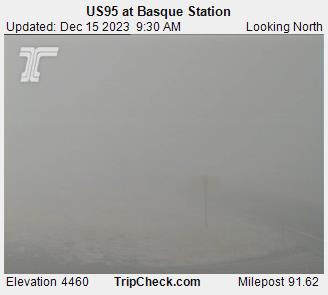 US95 at Basque Station
Updated: Dec 15 2023 9:30 AM Looking North
Elevation 4460 TripCheck.com Milepost 91.62